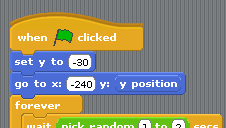 when clicked
set y to -30
go to x: -240 y: y position
forever
wait pick random 1 to 2 secs